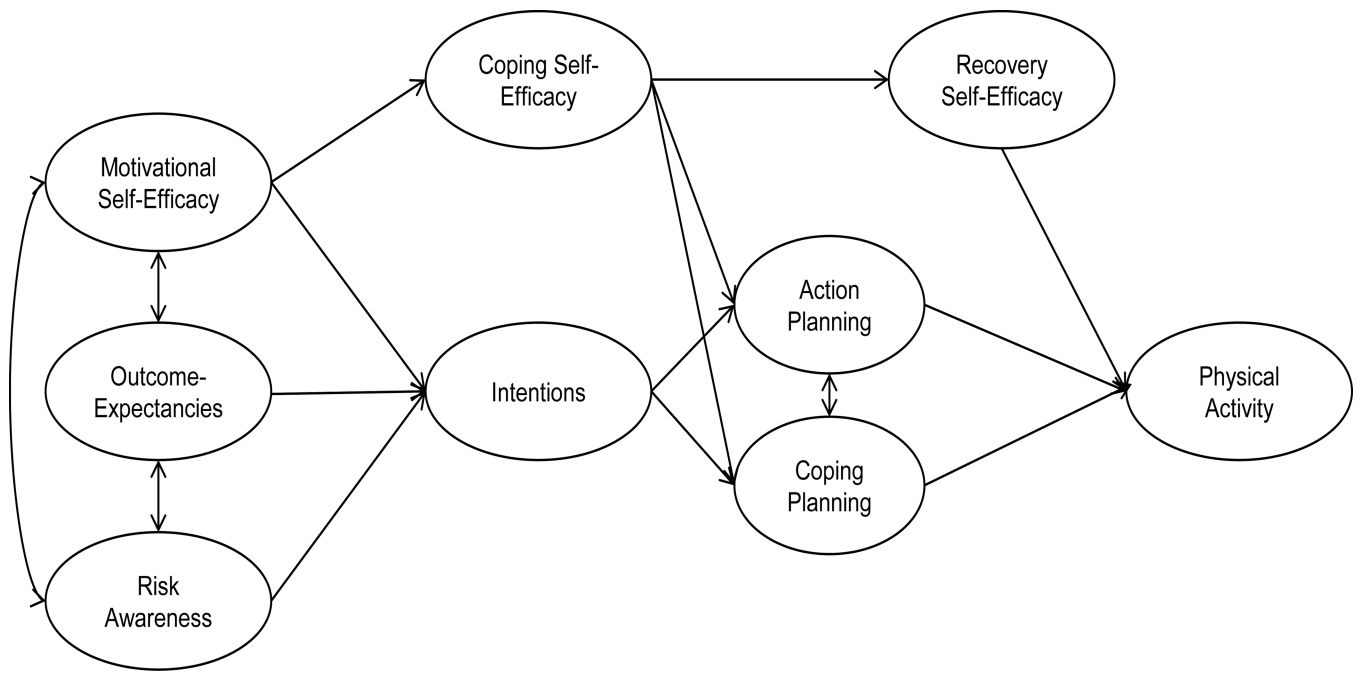 Coping Self-
Efficacy
Recovery
Self-Efficacy
Motivational
Self-Efficacy
Action
Planning
Outcome-
Expectancies
Intentions
Physical
Activity
Coping
Planning
Risk
Awareness